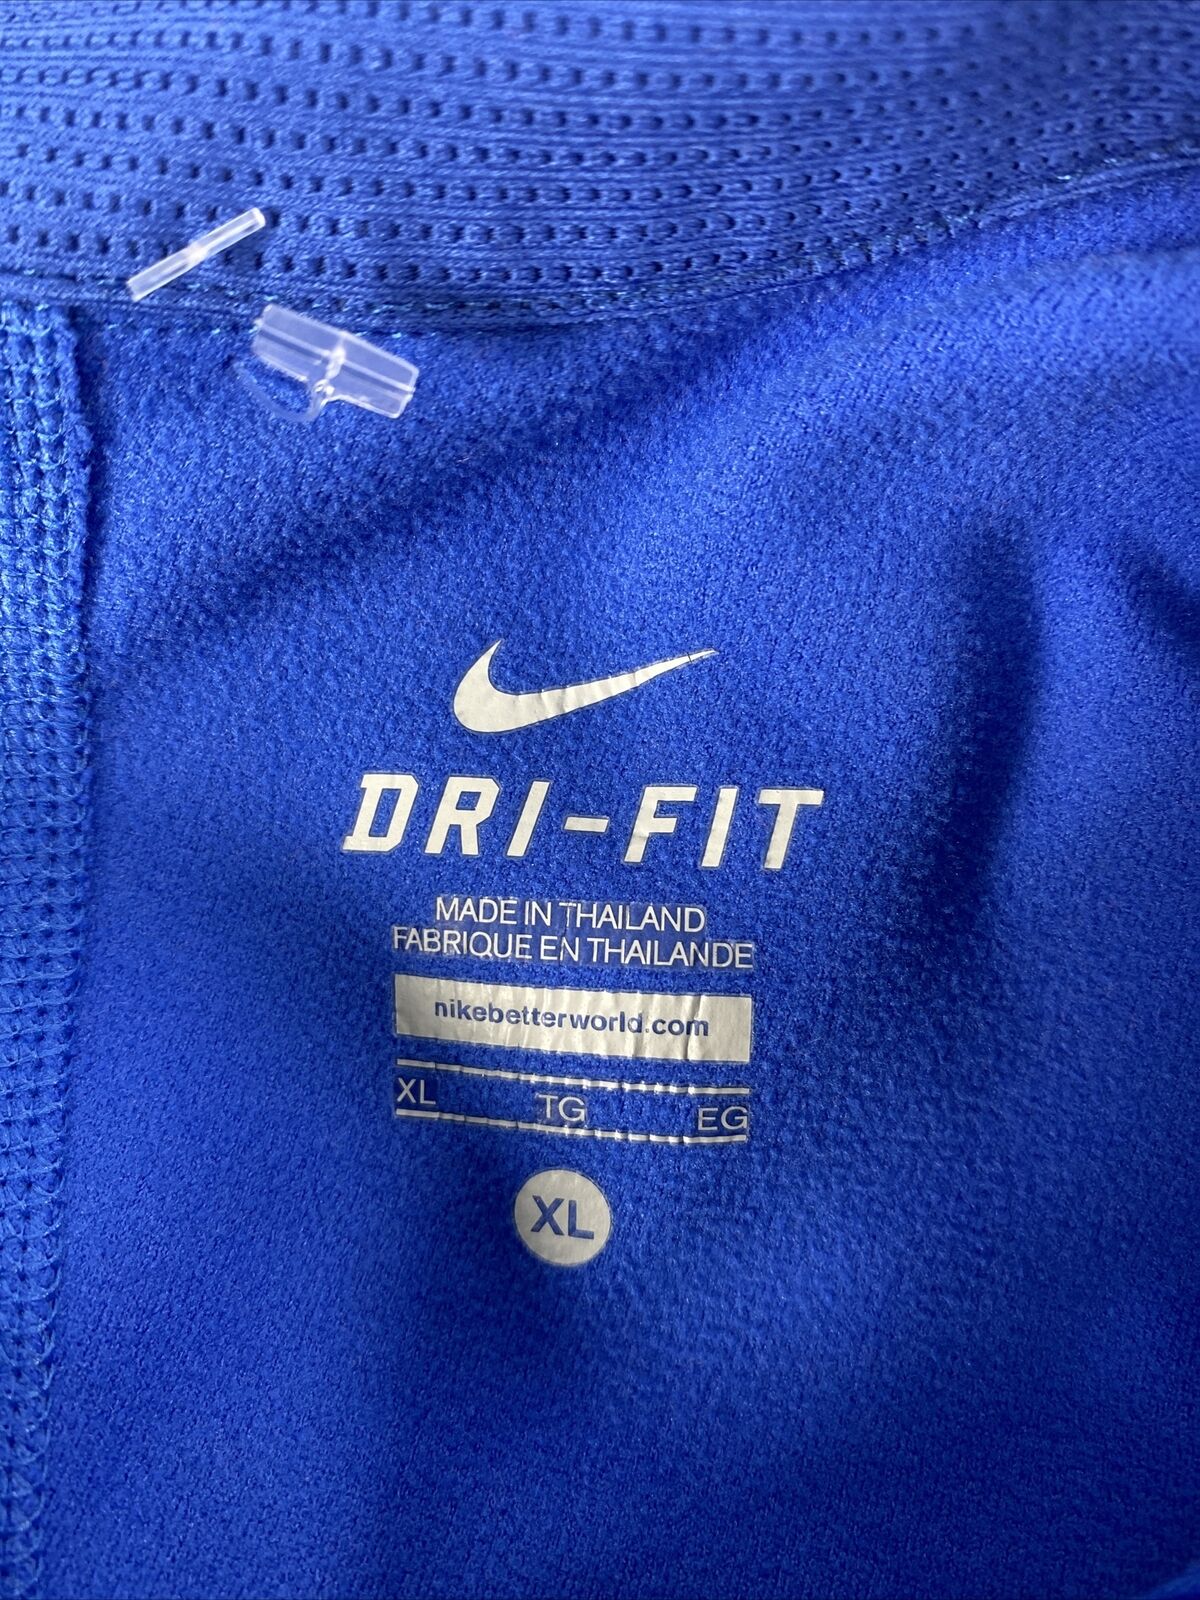 DRI-FIT
MADE IN THAILAND
FABRIQUE EN THAILANDE
nikebetterworld.com
XL TG EG
XL